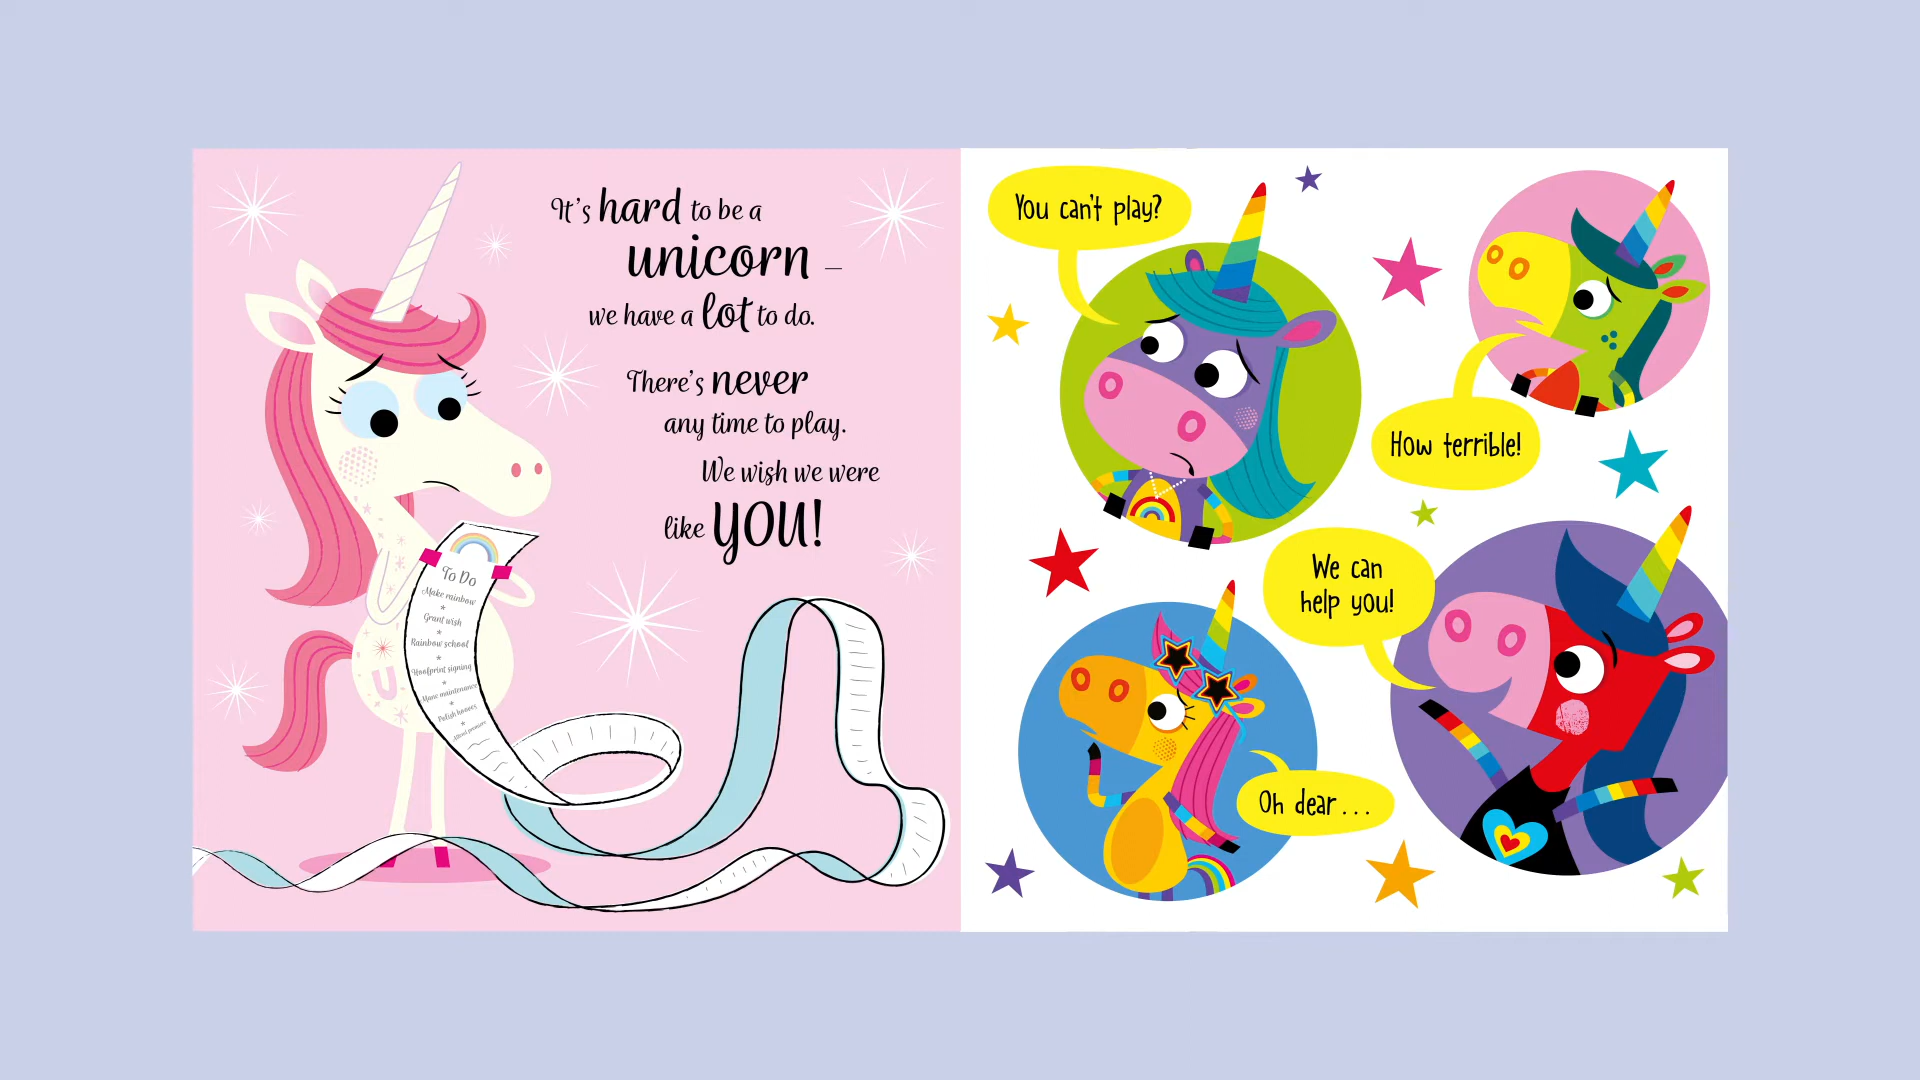 It's hard to be a
unicorn –
we have a lot to do.
There's never
any time to play.
We wish we were
like YOU!
To Do
Make rainbow
*
Grant wish
*
Rainbow school
*
Hoofprint signing
*
Mane maintenance
*
Polish hooves
*
Attend premiere
U
You can't play?
How terrible!
We can
help you!
Oh dear . . .